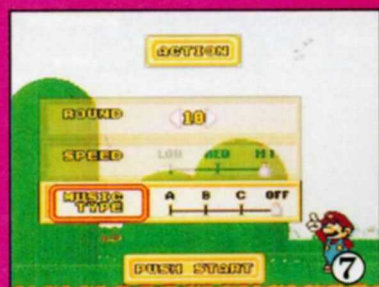 ACTION
ROUND 10
SPEED LOW MED HI
MUSIC TYPE A B C OFF
PUSH START
7